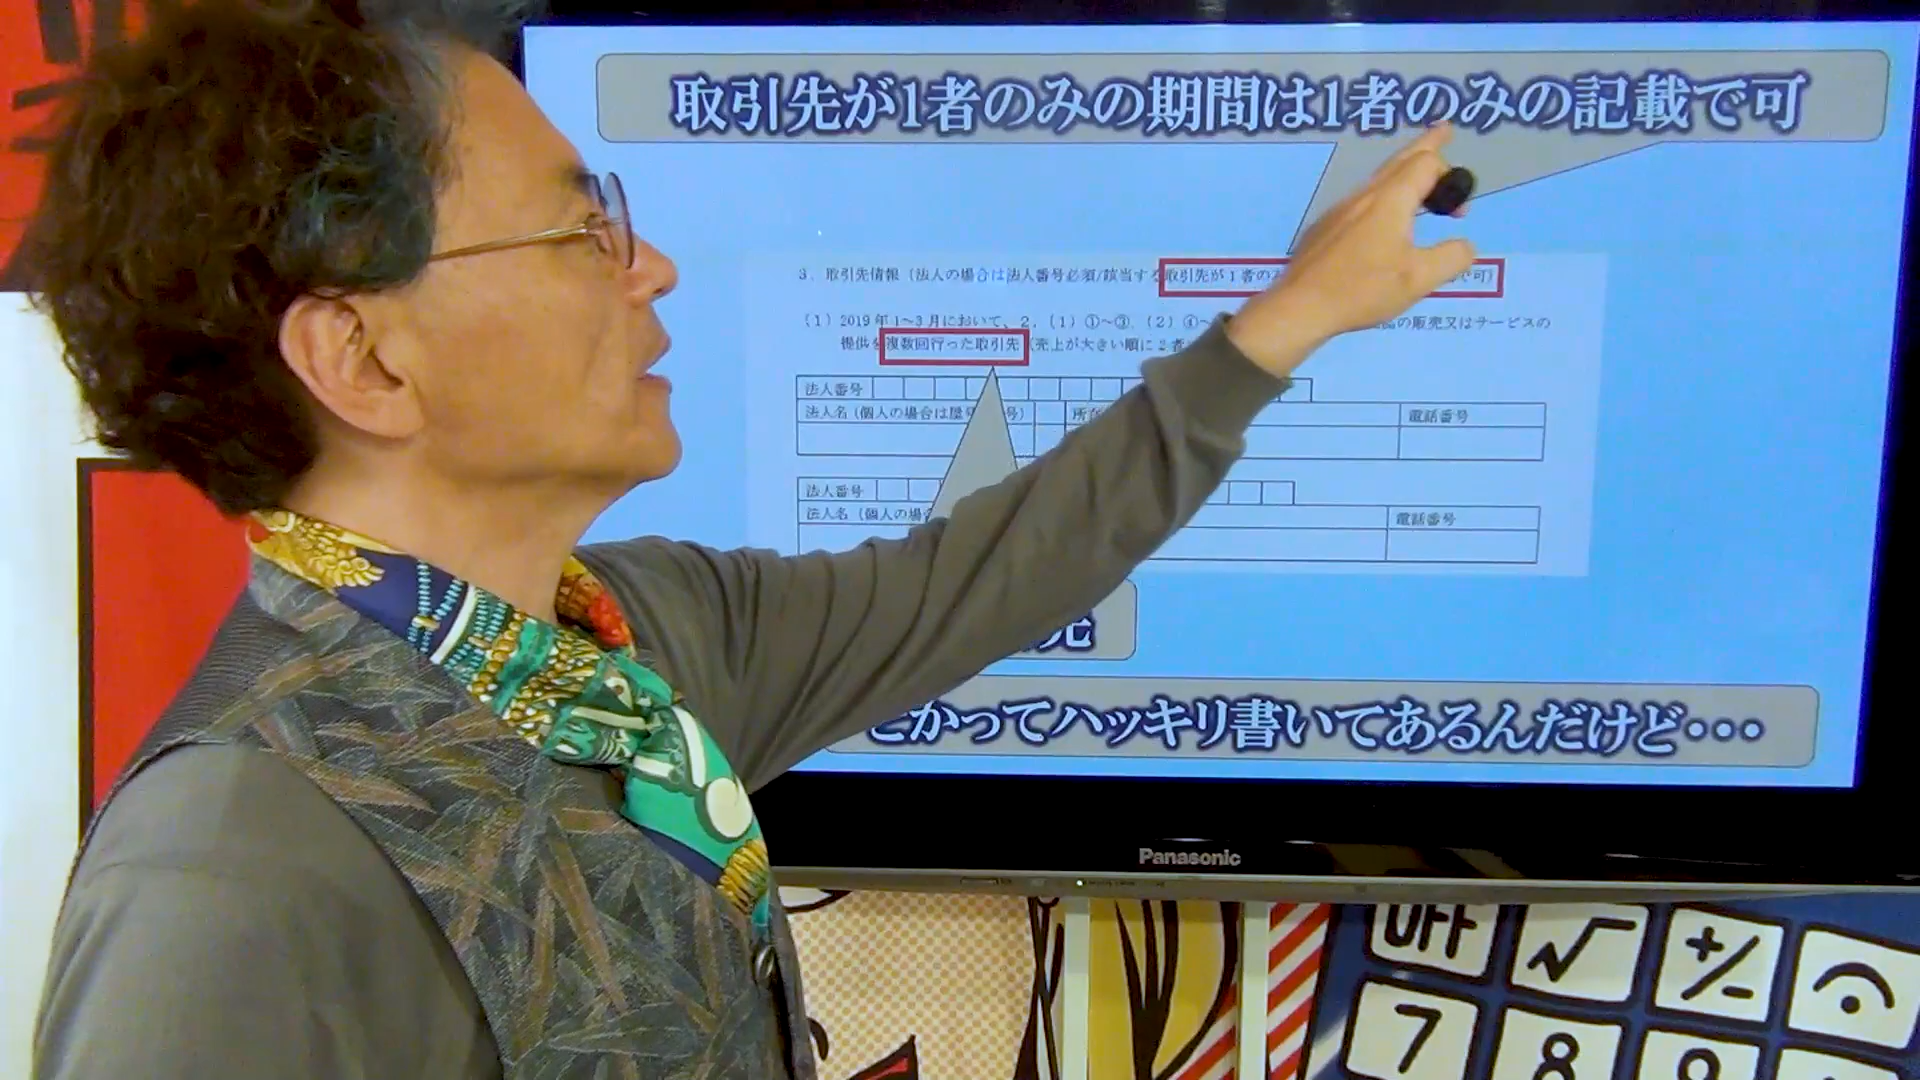 取引先が1者のみの期間は1者のみの記載で可
3. 取引先情報 (法人の場合は法人番号必須/該当する取引先が1者の で可)
(1) 2019年1～3月において、2. (1) ①～③、(2) ④～ の販売又はサービスの
提供を複数回行った取引先 (売上が大きい順に2者
法人番号
法人名 (個人の場合は屋号 号) 所在 電話番号
法人番号
法人名 (個人の場合 電話番号
先
とかってハッキリ書いてあるんだけど・・・
Panasonic
OFF √ +/-
7 8 9